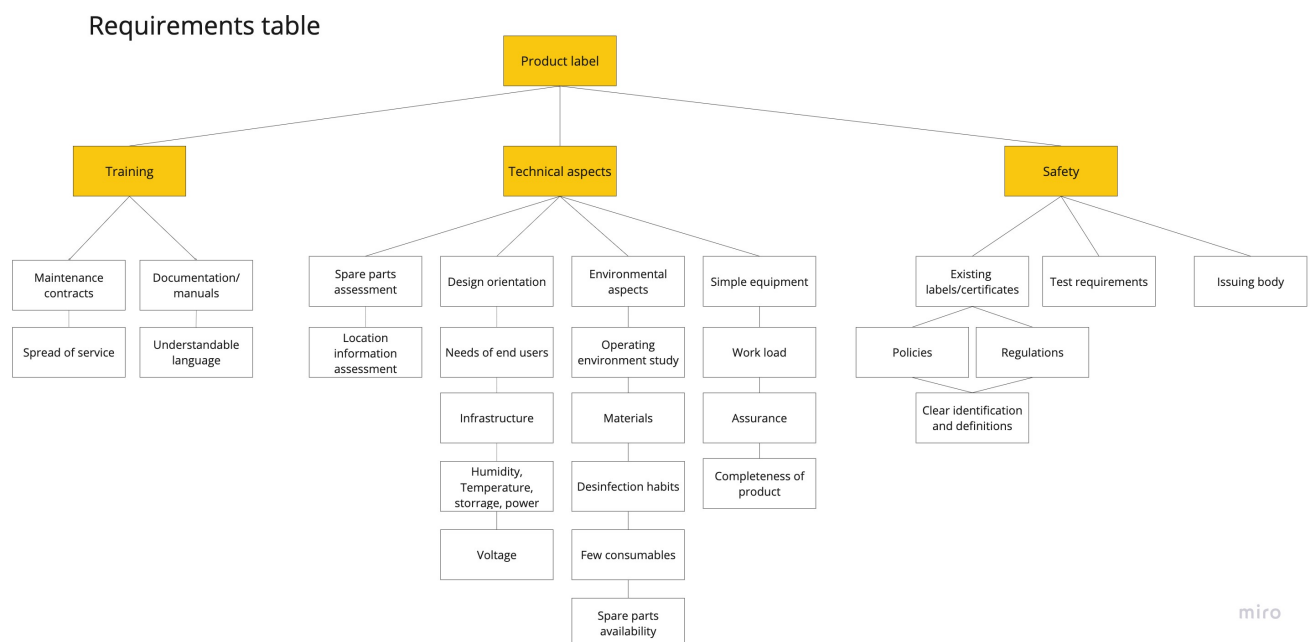 Requirements table
Product label
Training
Technical aspects
Safety
Maintenance
contracts
Documentation/
manuals
Spare parts
assessment
Design orientation
Environmental
aspects
Simple equipment
Existing
labels/certificates
Test requirements
Issuing body
Spread of service
Understandable
language
Location
information
assessment
Needs of end users
Operating
environment study
Work load
Policies
Regulations
Infrastructure
Materials
Assurance
Clear identification
and definitions
Humidity,
Temperature,
storrage, power
Desinfection habits
Completeness of
product
Voltage
Few consumables
Spare parts
availability
miro